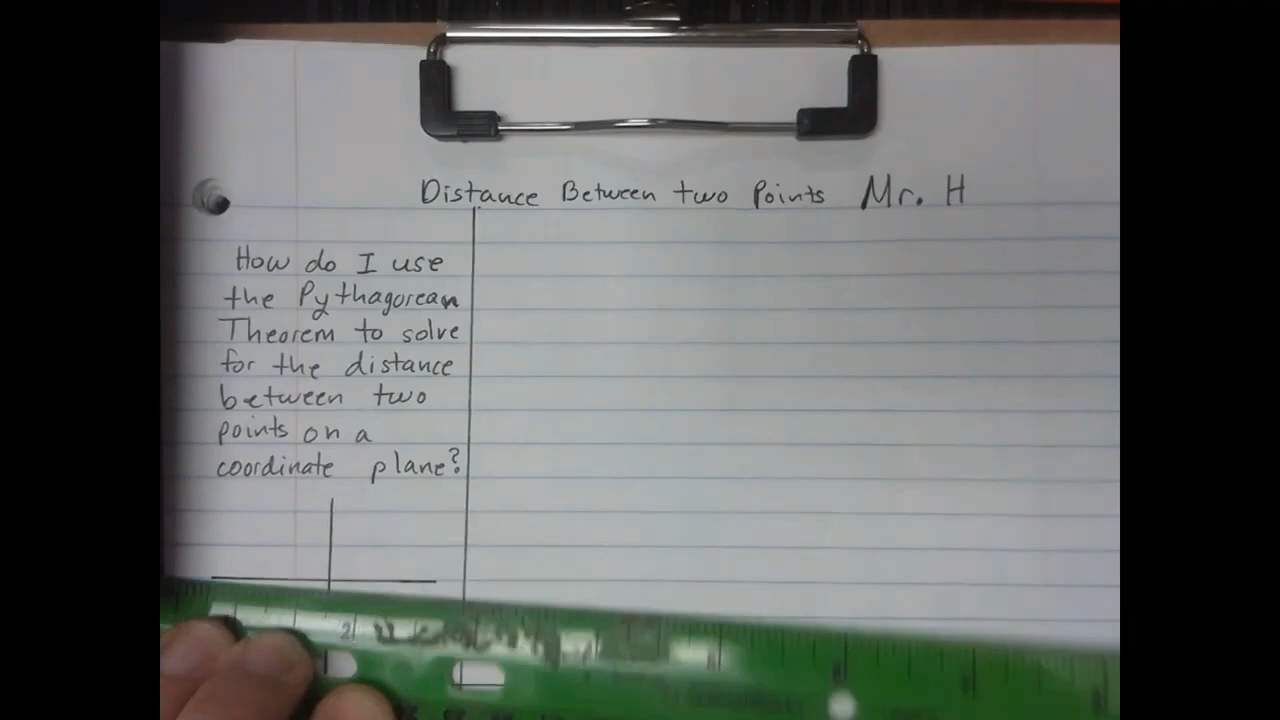 Distance Between two Points Mr. H
How do I use
the Pythagorean
Theorem to solve
for the distance
between two
points on a
coordinate plane?
2